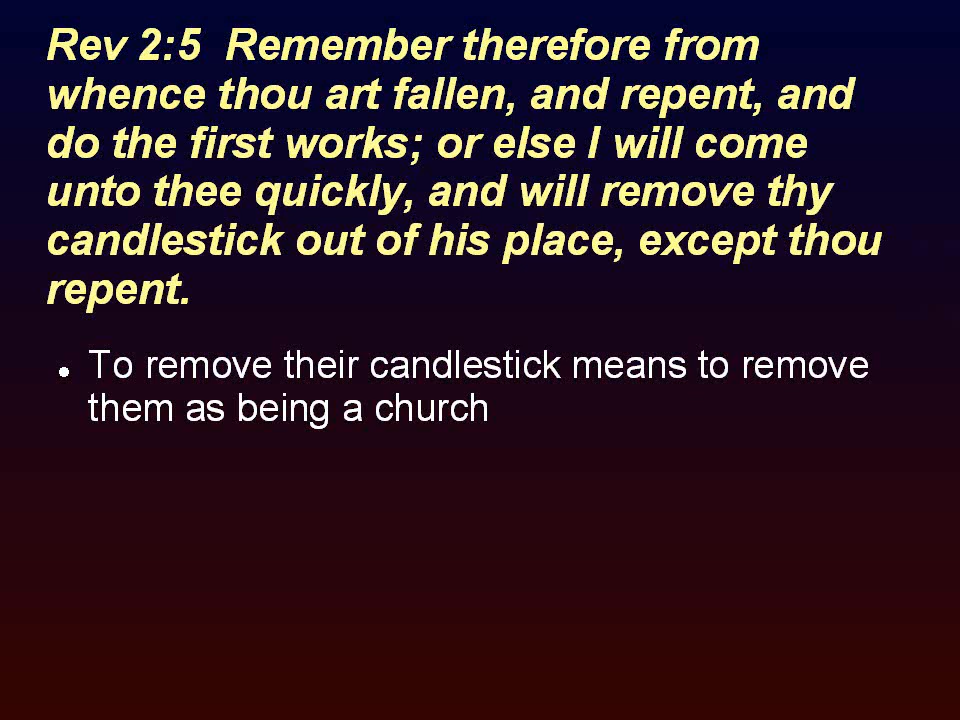 Rev 2:5  Remember therefore from
whence thou art fallen, and repent, and
do the first works; or else I will come
unto thee quickly, and will remove thy
candlestick out of his place, except thou
repent.
● To remove their candlestick means to remove
them as being a church